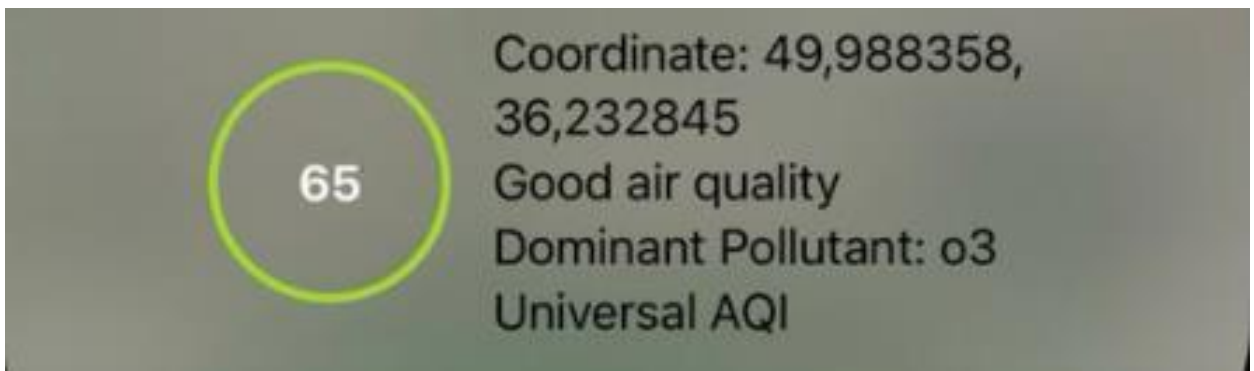 65
Coordinate: 49,988358,
36,232845
Good air quality
Dominant Pollutant: o3
Universal AQI